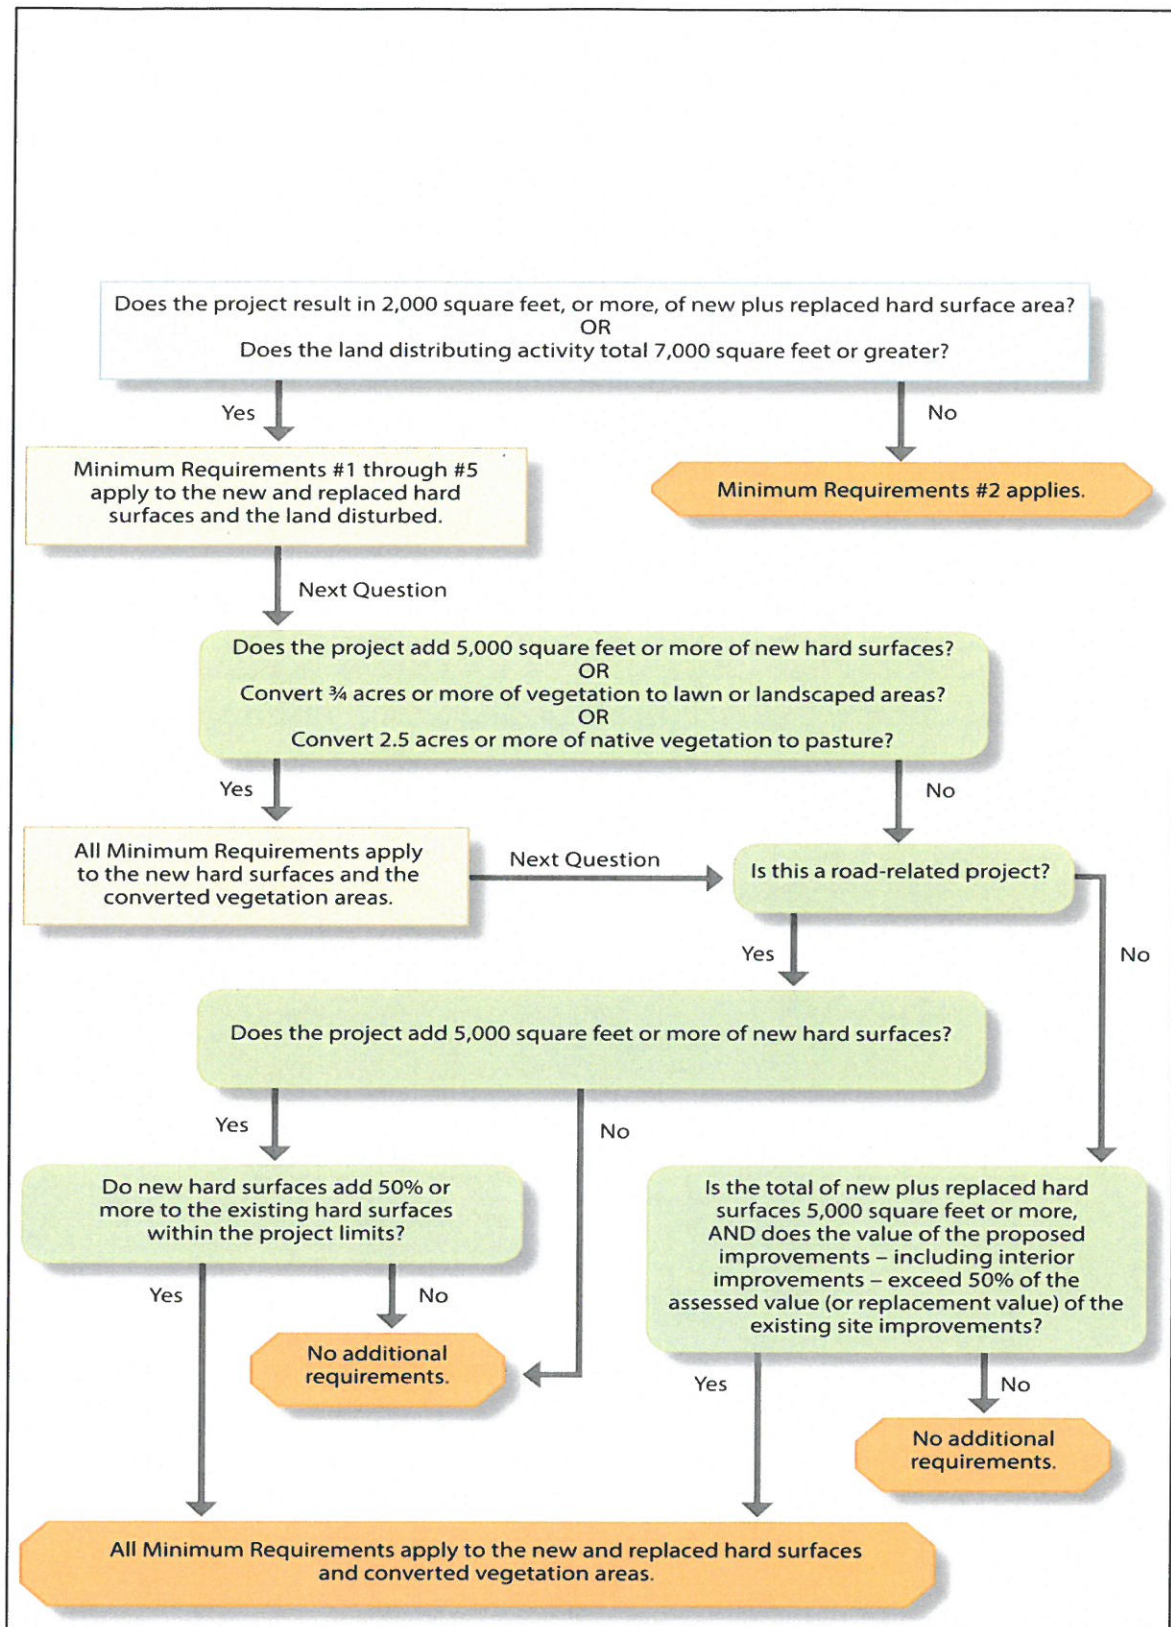 Does the project result in 2,000 square feet, or more, of new plus replaced hard surface area?
OR
Does the land distributing activity total 7,000 square feet or greater?
Yes
No
Minimum Requirements #1 through #5
apply to the new and replaced hard
surfaces and the land disturbed.
Minimum Requirements #2 applies.
Next Question
Does the project add 5,000 square feet or more of new hard surfaces?
OR
Convert ¾ acres or more of vegetation to lawn or landscaped areas?
OR
Convert 2.5 acres or more of native vegetation to pasture?
Yes
No
All Minimum Requirements apply
to the new hard surfaces and the
converted vegetation areas.
Next Question
Is this a road-related project?
Yes
No
Does the project add 5,000 square feet or more of new hard surfaces?
Yes
No
Do new hard surfaces add 50% or
more to the existing hard surfaces
within the project limits?
Is the total of new plus replaced hard
surfaces 5,000 square feet or more,
AND does the value of the proposed
improvements – including interior
improvements – exceed 50% of the
assessed value (or replacement value) of the
existing site improvements?
Yes
No
No additional
requirements.
Yes
No
No additional
requirements.
All Minimum Requirements apply to the new and replaced hard surfaces
and converted vegetation areas.